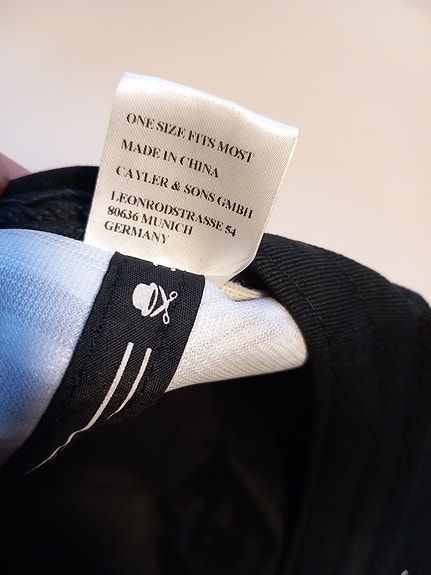 ONE SIZE FITS MOST
MADE IN CHINA
CAYLER & SONS GMBH
LEONRODSTRASSE 54
80636 MUNICH
GERMANY